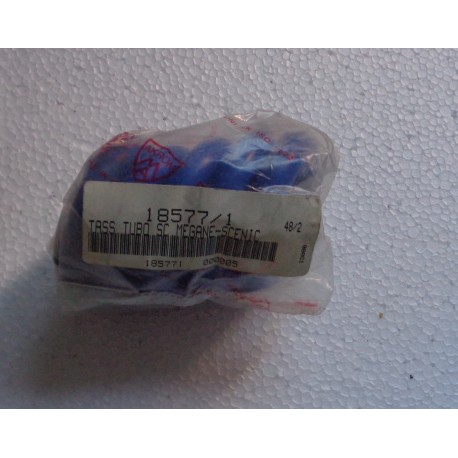 18577/1
48/2
TASS TUBO SC MEGANE-SCENIC
185771 000005